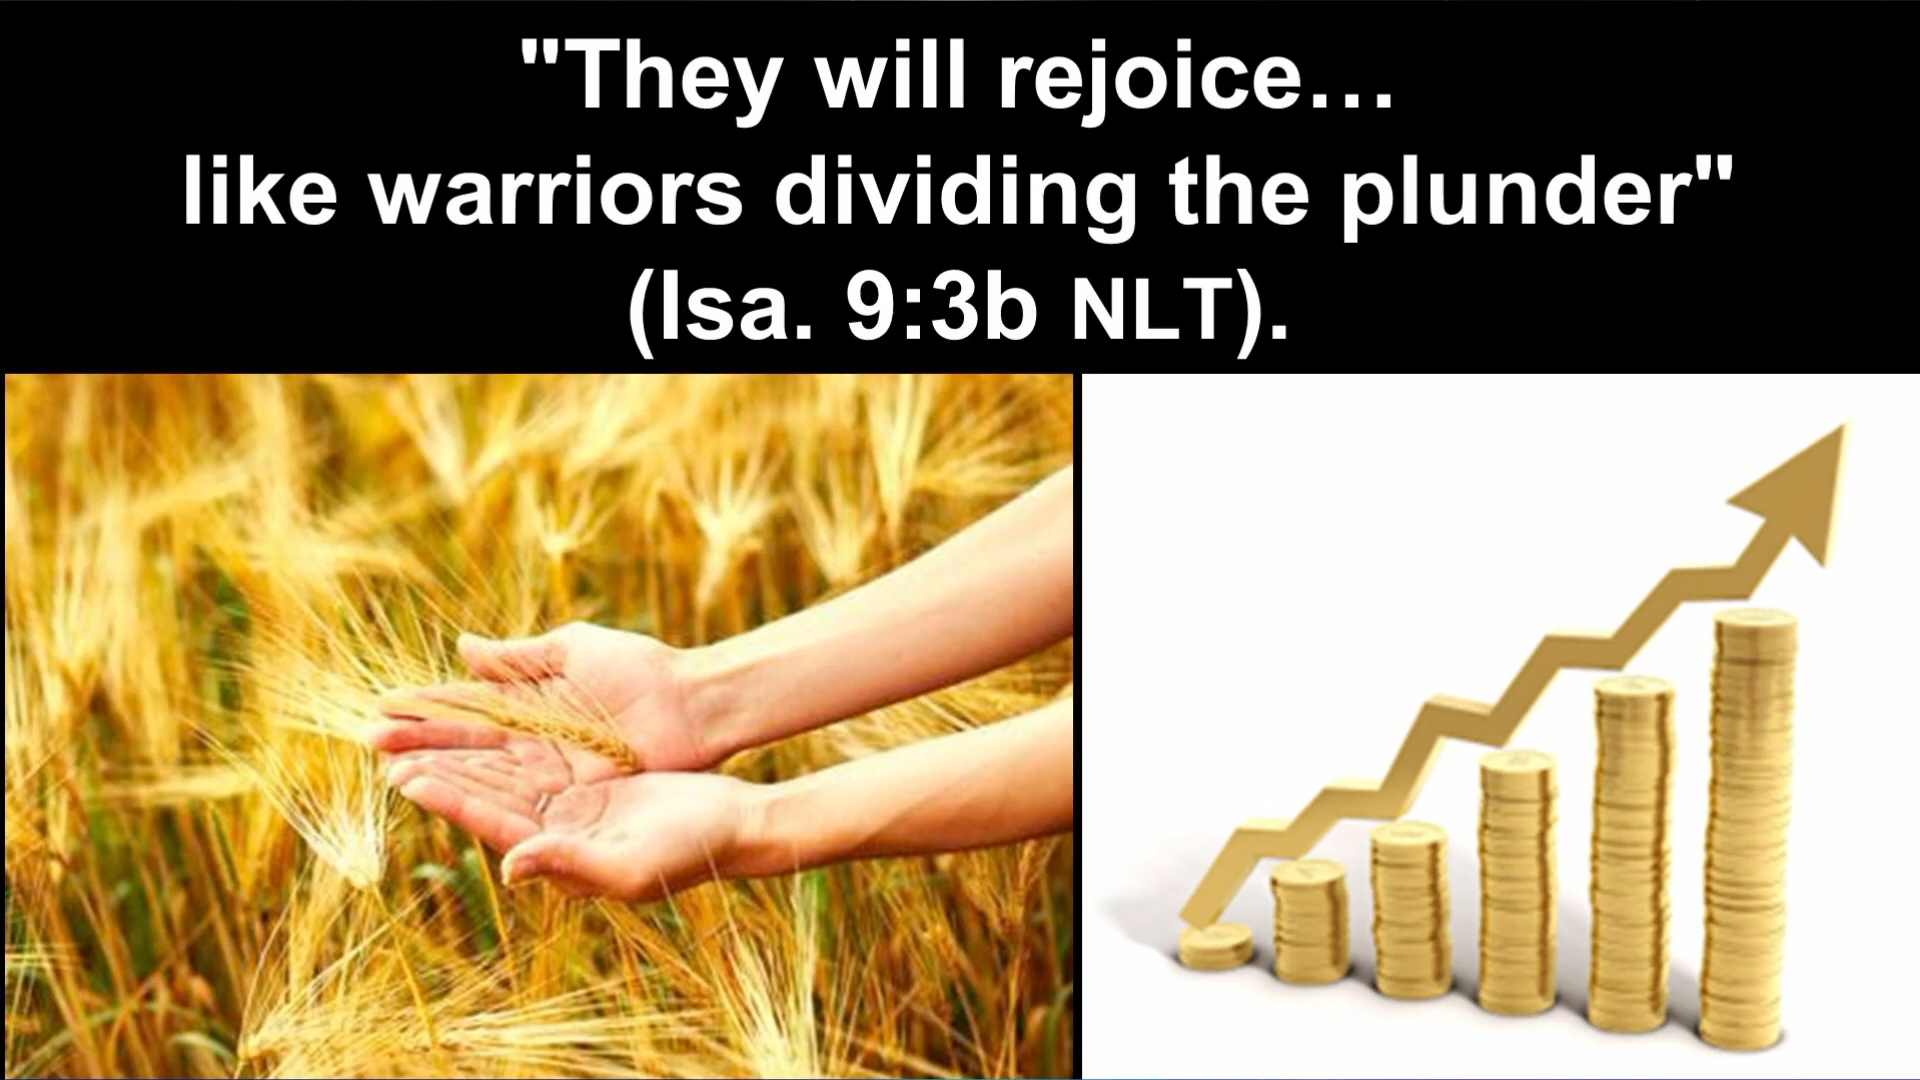 "They will rejoice…
like warriors dividing the plunder"
(Isa. 9:3b NLT).